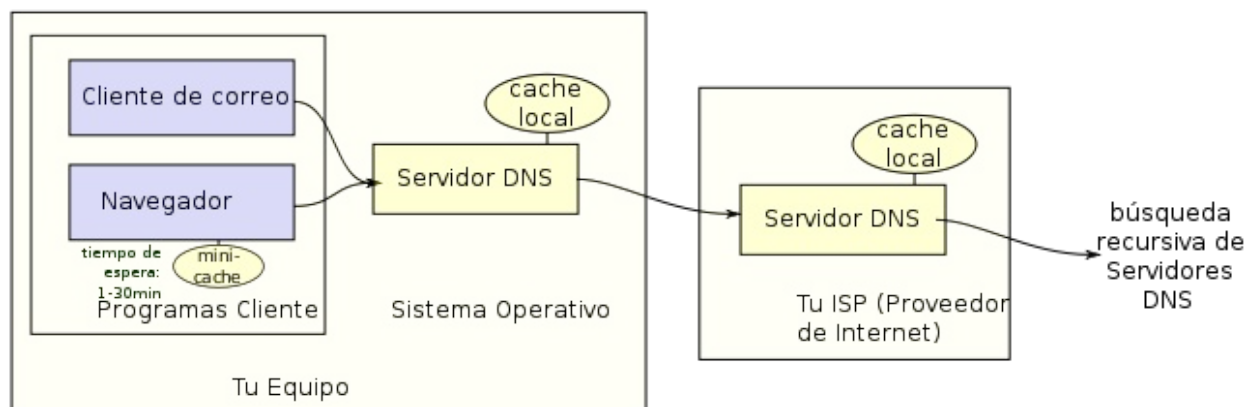 Cliente de correo
Navegador
tiempo de
espera:
1-30min
mini-
cache
Programas Cliente
cache
local
Servidor DNS
Sistema Operativo
Tu Equipo
cache
local
Servidor DNS
Tu ISP (Proveedor
de Internet)
búsqueda
recursiva de
Servidores
DNS